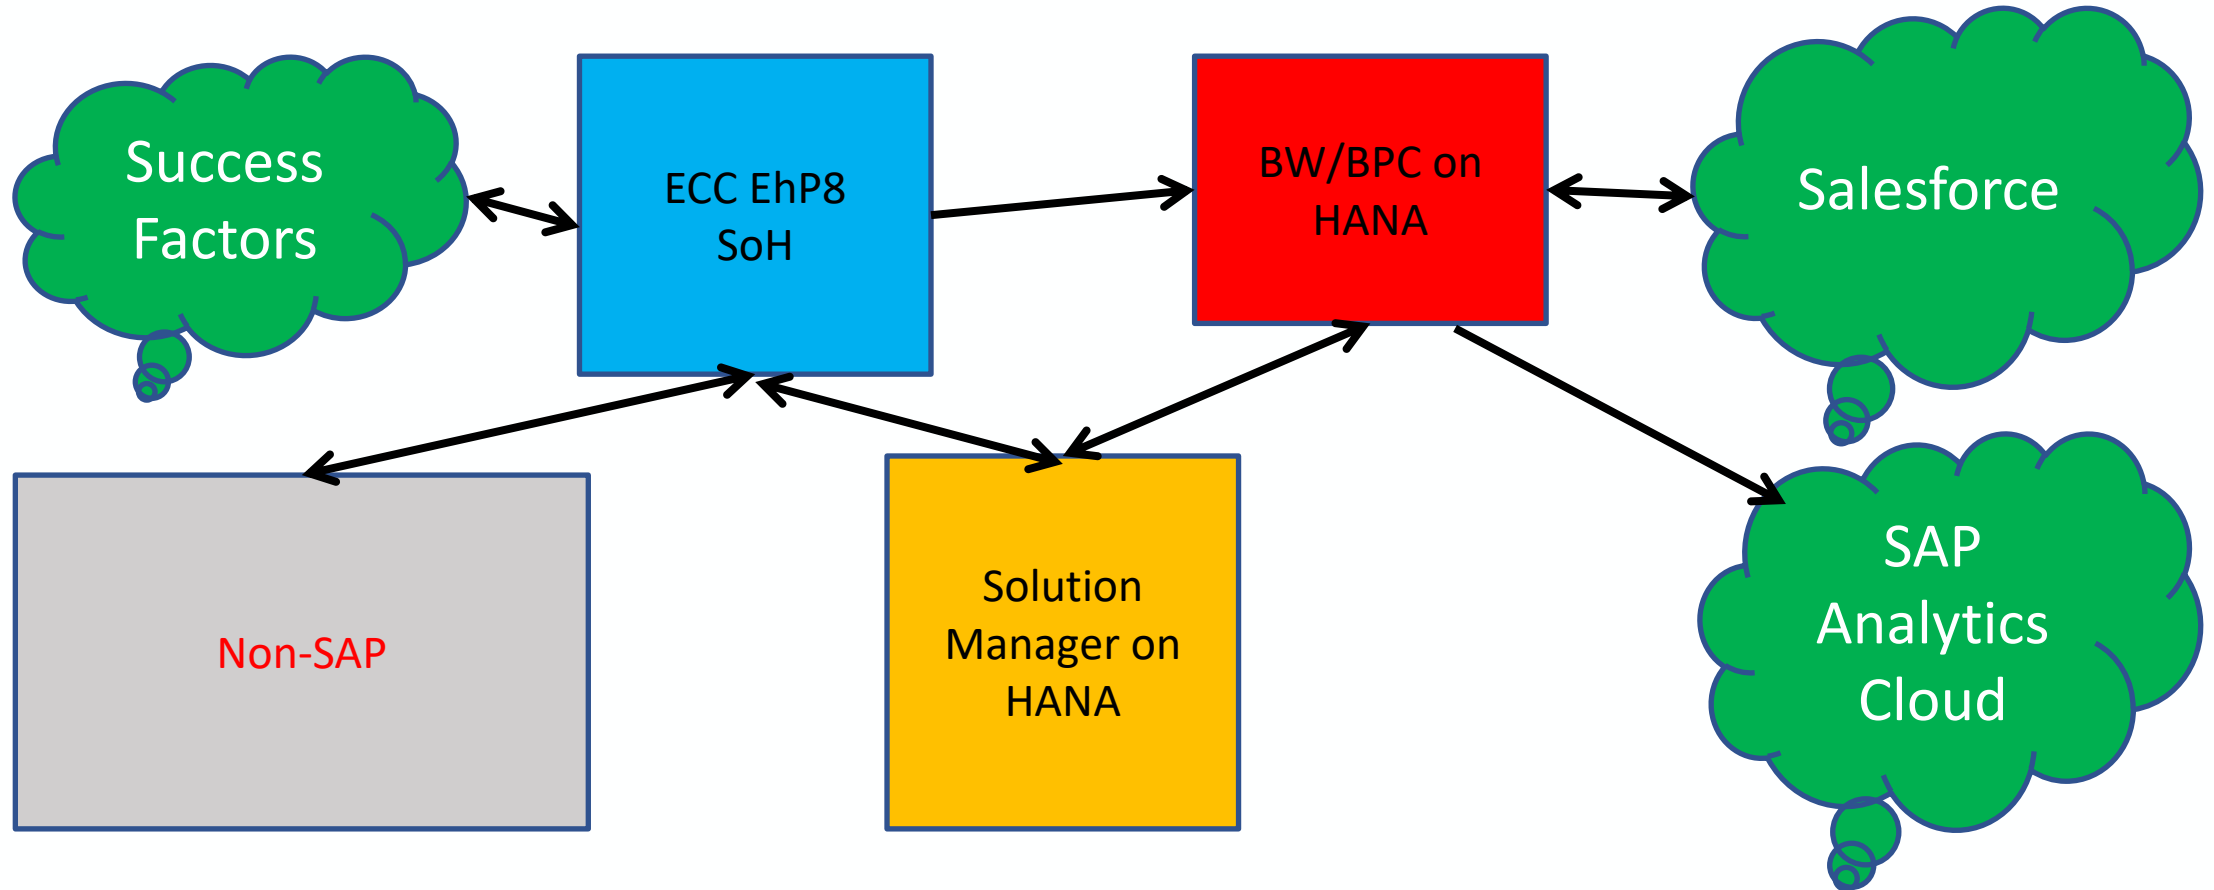 Success
Factors
ECC EhP8
SoH
BW/BPC on
HANA
Salesforce
Non-SAP
Solution
Manager on
HANA
SAP
Analytics
Cloud